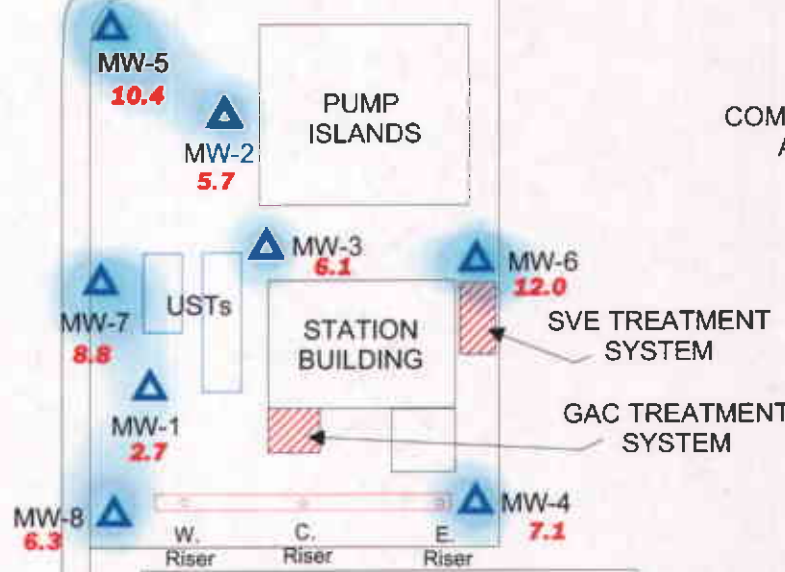 MW-5
10.4
PUMP
ISLANDS
COM
A
MW-2
5.7
MW-3
6.1
MW-6
12.0
USTs
MW-7
8.8
STATION
BUILDING
SVE TREATMENT
SYSTEM
MW-1
2.7
GAC TREATMENT
SYSTEM
MW-8
6.3
MW-4
7.1
W.
Riser
C.
Riser
E.
Riser